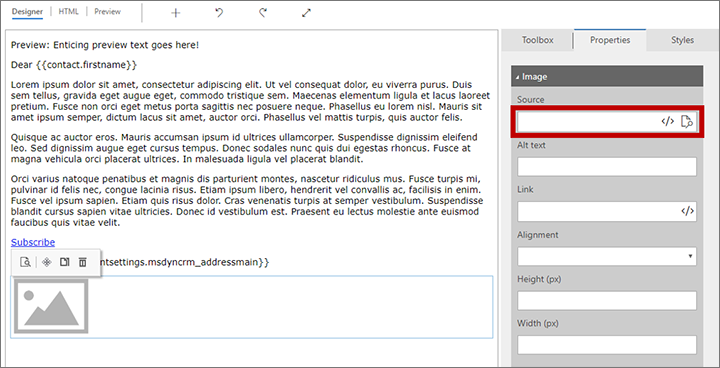 Designer HTML Preview
Toolbox Properties Styles
Preview: Enticing preview text goes here!
Dear {{contact.firstname}}
Lorem ipsum dolor sit amet, consectetur adipiscing elit. Ut vel consequat dolor, eu viverra purus. Duis
sem tellus, gravida eget augue eget, commodo tristique sem. Maecenas elementum ligula et lacus laoreet
pretium. Fusce non orci eget metus porta sagittis nec posuere neque. Phasellus eu lorem nisl. Mauris sit
amet ipsum semper, dictum lacus sit amet, auctor orci. Phasellus vel mattis turpis, quis auctor felis.
Quisque ac auctor eros. Mauris accumsan ipsum id ultrices ullamcorper. Suspendisse dignissim eleifend
leo. Sed dignissim augue eget cursus tempus. Donec sodales nunc quis dui egestas rhoncus. Fusce at
magna vehicula orci placerat ultrices. In malesuada ligula vel placerat blandit.
Orci varius natoque penatibus et magnis dis parturient montes, nascetur ridiculus mus. Fusce turpis mi,
pulvinar id felis nec, congue lacinia risus. Etiam ipsum libero, hendrerit vel convallis ac, facilisis in enim.
Fusce vel ipsum sapien. Etiam quis risus dolor. Cras venenatis turpis at semper vestibulum. Suspendisse
blandit cursus sapien vitae ultricies. Donec id vestibulum est. Praesent eu lectus molestie ante euismod
faucibus quis vitae velit.
Subscribe
ntsettings.msdyncrm_addressmain}}
Image
Source
</>
Alt text
Link
</>
Alignment
Height (px)
Width (px)